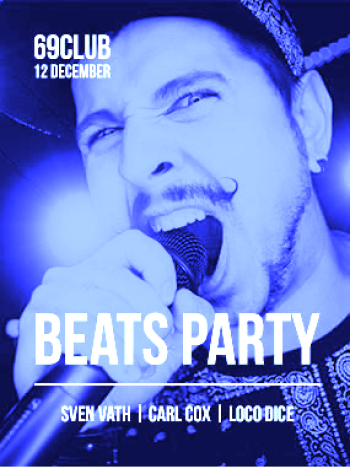 69CLUB
12 DECEMBER
BEATS PARTY
SVEN VATH | CARL COX | LOCO DICE